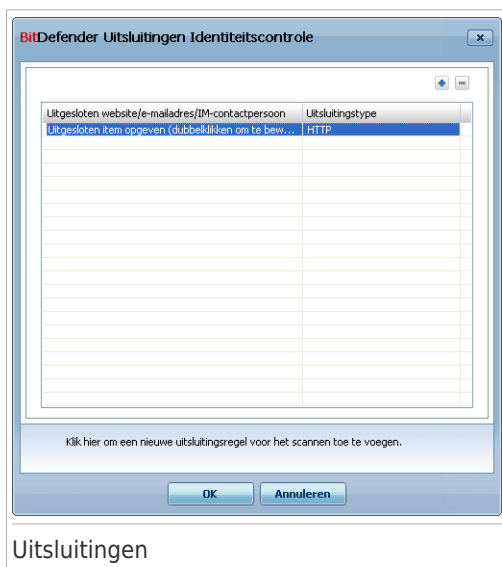 BitDefender Uitsluitingen Identiteitscontrole
Uitgesloten website/e-mailadres/IM-contactpersoon Uitsluitingstype
Uitgesloten item opgeven (dubbelklikken om te bew... HTTP
Klik hier om een nieuwe uitsluitingsregel voor het scannen toe te voegen.
OK Annuleren
Uitsluitingen